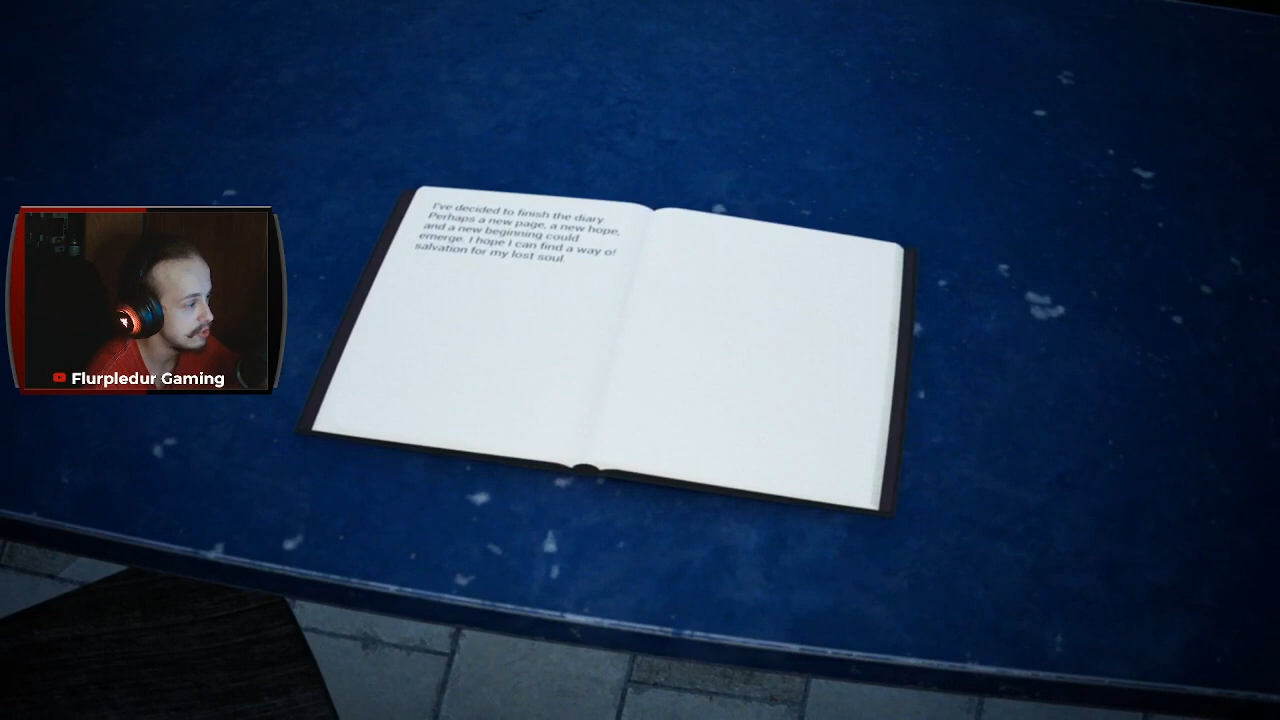 I've decided to finish the diary.
Perhaps a new page, a new hope,
and a new beginning could
emerge. I hope I can find a way of
salvation for my lost soul.
Flurpledur Gaming